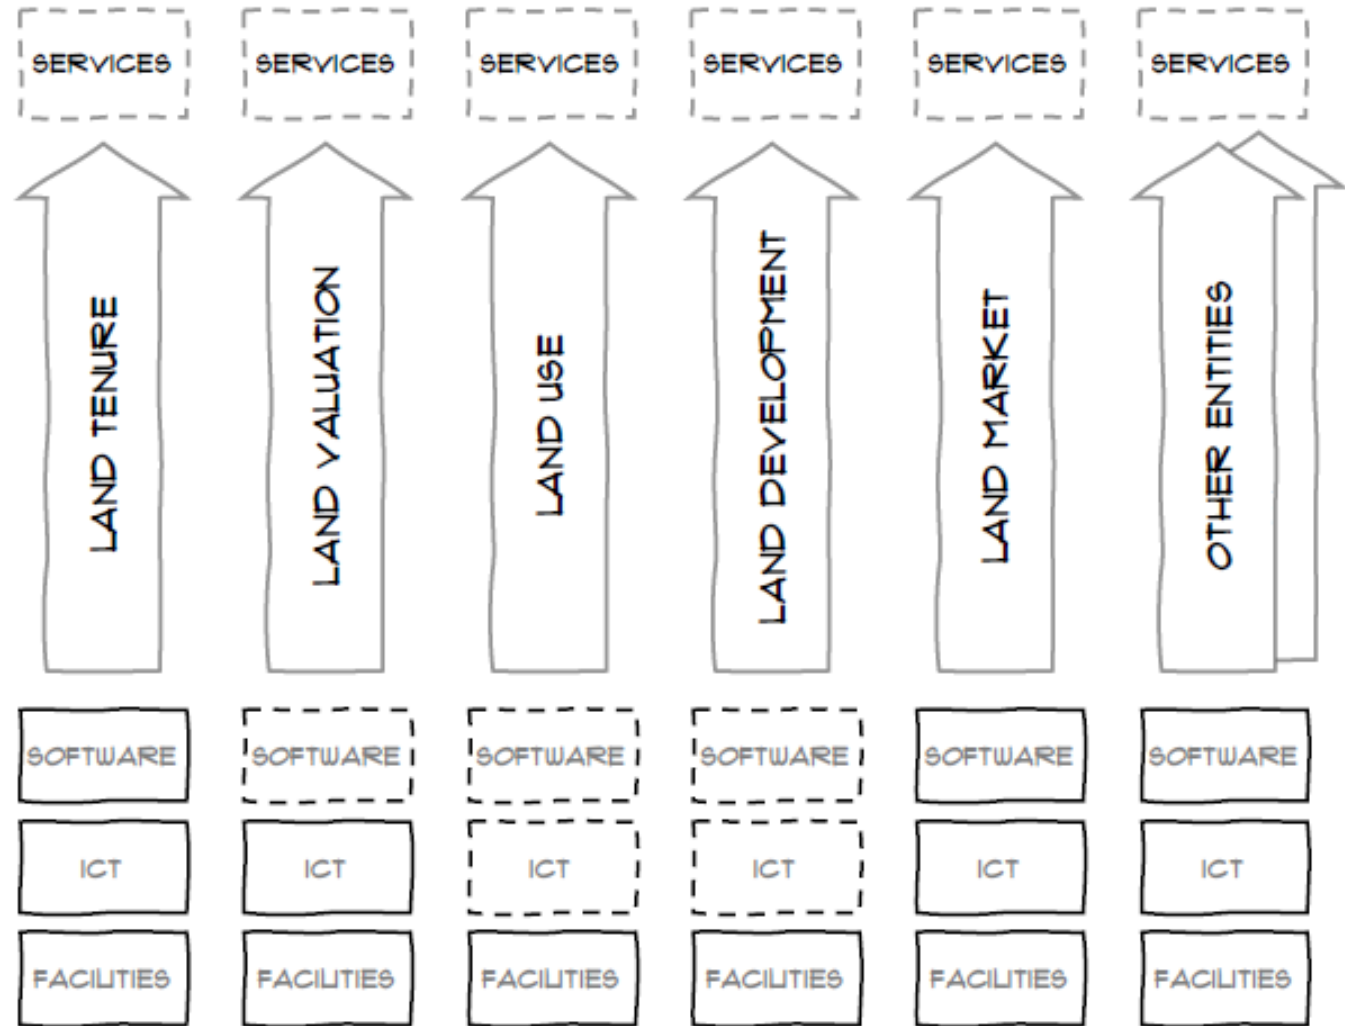 SERVICES SERVICES SERVICES SERVICES SERVICES SERVICES
LAND TENURE
LAND VALUATION
LAND USE
LAND DEVELOPMENT
LAND MARKET
OTHER ENTITIES
SOFTWARE SOFTWARE SOFTWARE SOFTWARE SOFTWARE SOFTWARE
ICT ICT ICT ICT ICT ICT
FACILITIES FACILITIES FACILITIES FACILITIES FACILITIES FACILITIES